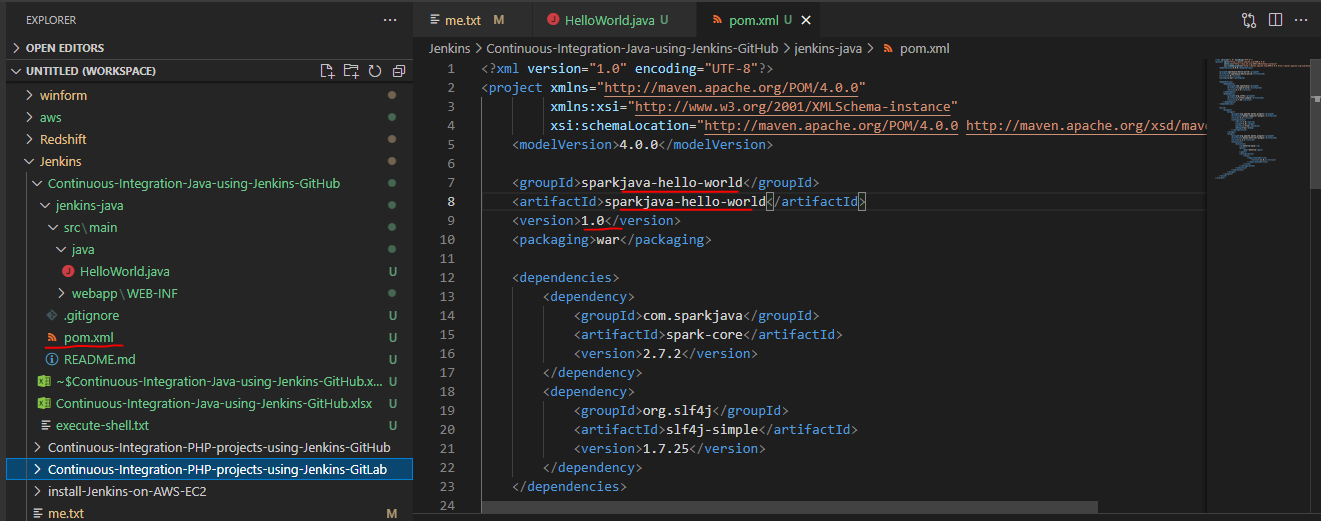 EXPLORER
OPEN EDITORS
UNTITLED (WORKSPACE)
winform
aws
Redshift
Jenkins
Continuous-Integration-Java-using-Jenkins-GitHub
jenkins-java
src\main
java
HelloWorld.java U
webapp\WEB-INF
.gitignore U
pom.xml U
README.md U
~$Continuous-Integration-Java-using-Jenkins-GitHub.x... U
Continuous-Integration-Java-using-Jenkins-GitHub.xlsx U
execute-shell.txt U
Continuous-Integration-PHP-projects-using-Jenkins-GitHub
Continuous-Integration-PHP-projects-using-Jenkins-GitLab
install-Jenkins-on-AWS-EC2
me.txt M
me.txt M HelloWorld.java U pom.xml U
Jenkins > Continuous-Integration-Java-using-Jenkins-GitHub > jenkins-java > pom.xml
1 <?xml version="1.0" encoding="UTF-8"?>
2 <project xmlns="http://maven.apache.org/POM/4.0.0"
3 xmlns:xsi="http://www.w3.org/2001/XMLSchema-instance"
4 xsi:schemaLocation="http://maven.apache.org/POM/4.0.0 http://maven.apache.org/xsd/mav
5 <modelVersion>4.0.0</modelVersion>
6
7 <groupId>sparkjava-hello-world</groupId>
8 <artifactId>sparkjava-hello-world</artifactId>
9 <version>1.0</version>
10 <packaging>war</packaging>
11
12 <dependencies>
13 <dependency>
14 <groupId>com.sparkjava</groupId>
15 <artifactId>spark-core</artifactId>
16 <version>2.7.2</version>
17 </dependency>
18 <dependency>
19 <groupId>org.slf4j</groupId>
20 <artifactId>slf4j-simple</artifactId>
21 <version>1.7.25</version>
22 </dependency>
23 </dependencies>
24